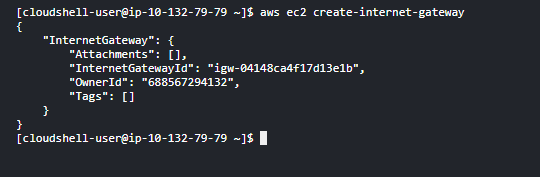 [cloudshell-user@ip-10-132-79-79 ~]$ aws ec2 create-internet-gateway
{
    "InternetGateway": {
        "Attachments": [],
        "InternetGatewayId": "igw-04148ca4f17d13e1b",
        "OwnerId": "688567294132",
        "Tags": []
    }
}
[cloudshell-user@ip-10-132-79-79 ~]$